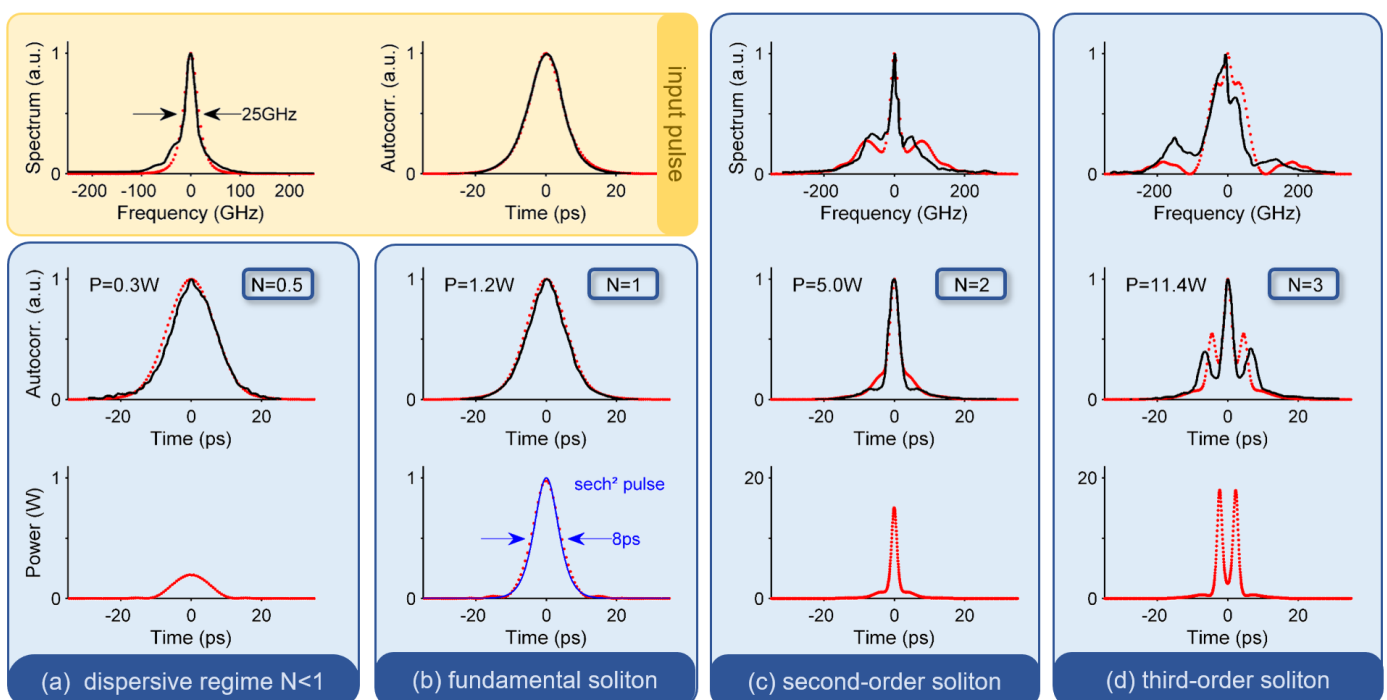 Spectrum (a.u.)
1
0
25GHz
-200 -100 0 100 200
Frequency (GHz)
Autocorr. (a.u.)
1
0
-20 0 20
Time (ps)
input pulse
Spectrum (a.u.)
1
0
-200 0 200
Frequency (GHz)
1
0
-200 0 200
Frequency (GHz)
Autocorr. (a.u.)
1
0
P=0.3W
N=0.5
-20 0 20
Time (ps)
1
0
P=1.2W
N=1
-20 0 20
Time (ps)
1
0
P=5.0W
N=2
-20 0 20
Time (ps)
1
0
P=11.4W
N=3
-20 0 20
Time (ps)
Power (W)
1
0
-20 0 20
Time (ps)
1
0
sech² pulse
8ps
-20 0 20
Time (ps)
20
0
-20 0 20
Time (ps)
20
0
-20 0 20
Time (ps)
(a) dispersive regime N<1
(b) fundamental soliton
(c) second-order soliton
(d) third-order soliton